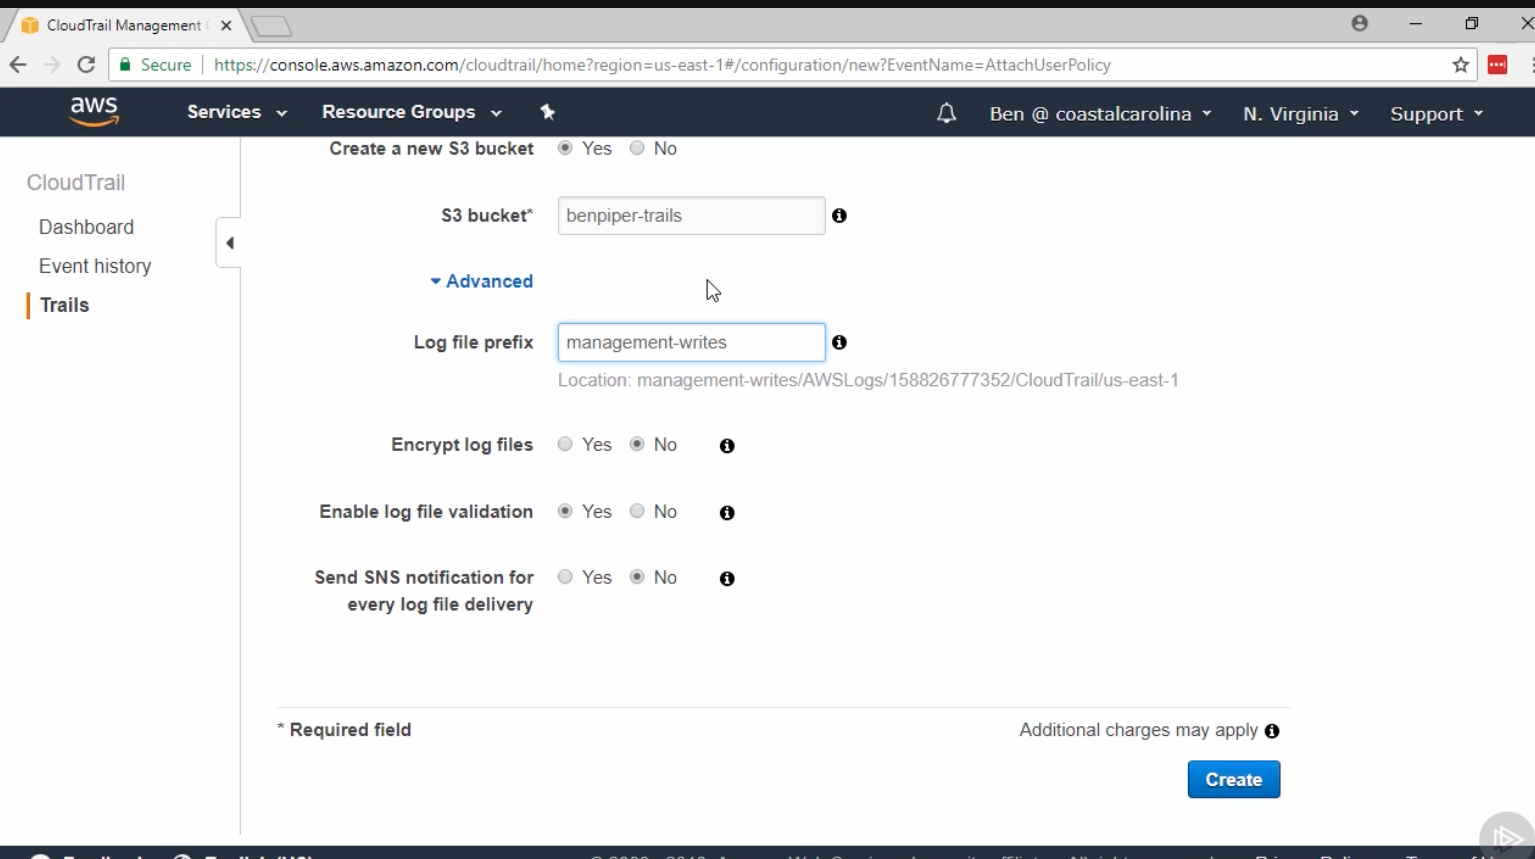 CloudTrail Management
Secure https://console.aws.amazon.com/cloudtrail/home?region=us-east-1#/configuration/new?EventName=AttachUserPolicy
aws Services Resource Groups Ben @ coastalcarolina N. Virginia Support
Create a new S3 bucket Yes No
CloudTrail
S3 bucket* benpiper-trails
Dashboard
Event history
Advanced
Trails
Log file prefix management-writes
Location: management-writes/AWSLogs/158826777352/CloudTrail/us-east-1
Encrypt log files Yes No
Enable log file validation Yes No
Send SNS notification for Yes No
every log file delivery
* Required field Additional charges may apply
Create